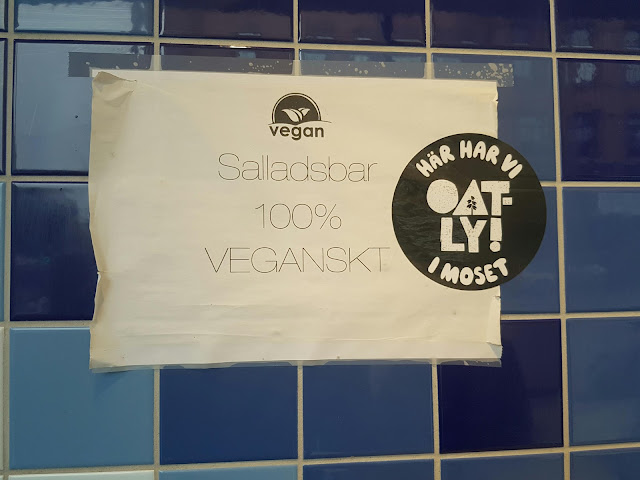 vegan
Salladsbar
100%
VEGANSKT
HÄR HAR VI
OAT-
LY!
I MOSET